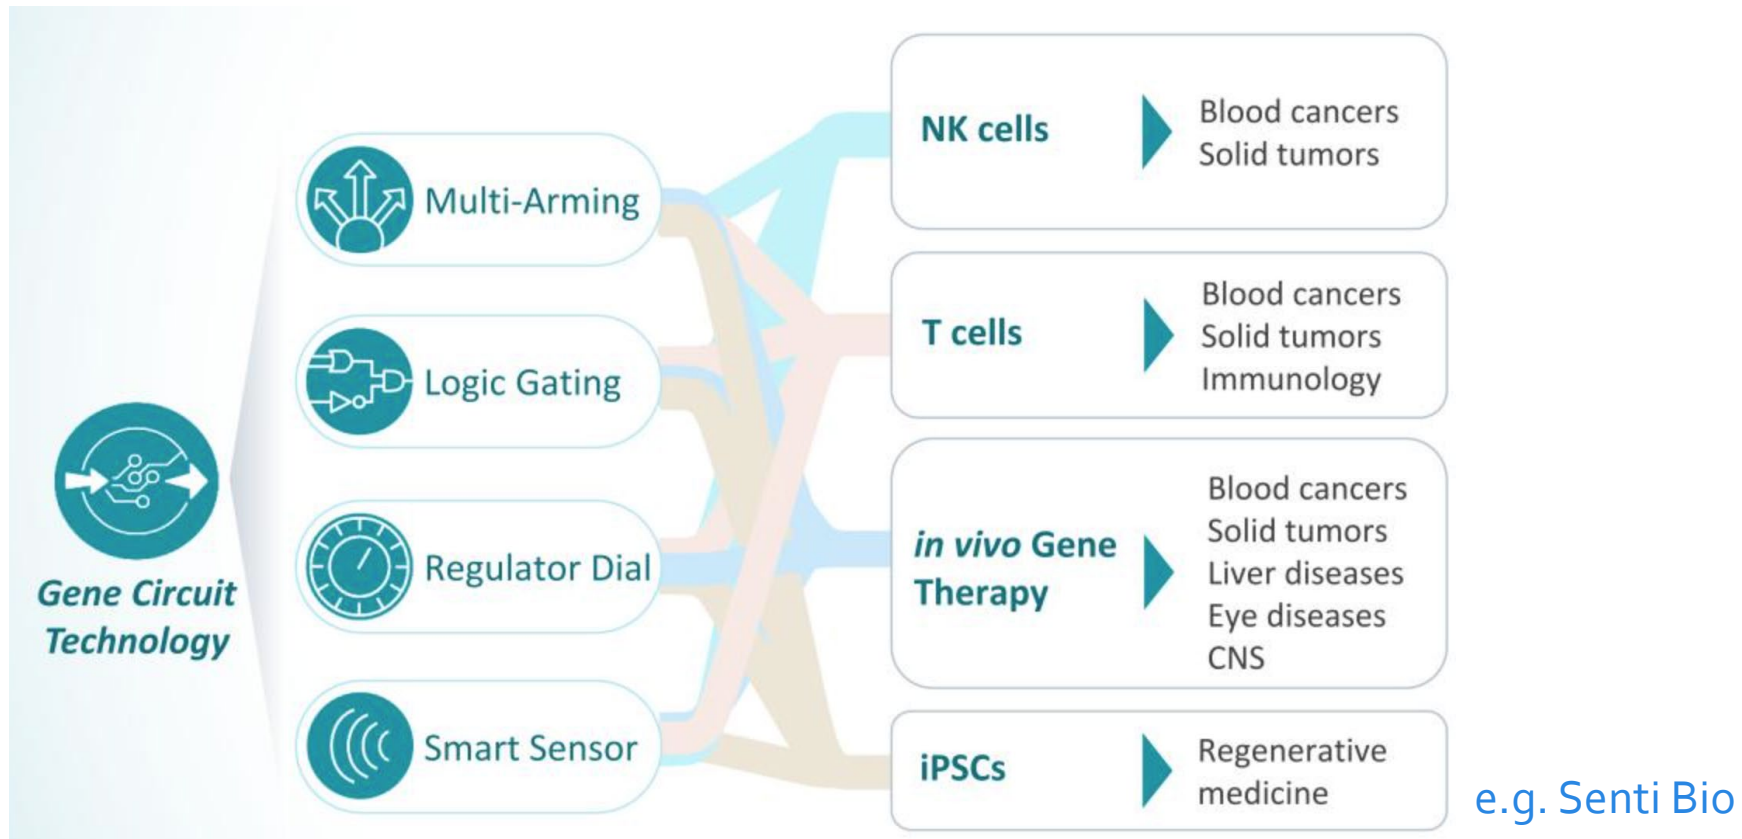 Gene Circuit
Technology
Multi-Arming
Logic Gating
Regulator Dial
Smart Sensor
NK cells
Blood cancers
Solid tumors
T cells
Blood cancers
Solid tumors
Immunology
in vivo Gene
Therapy
Blood cancers
Solid tumors
Liver diseases
Eye diseases
CNS
iPSCs
Regenerative
medicine
e.g. Senti Bio